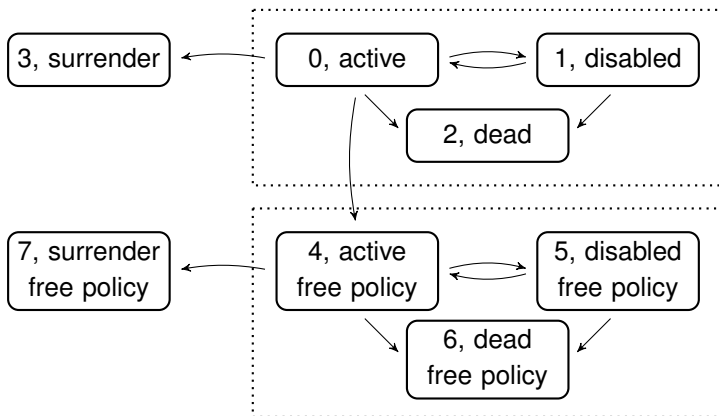 3, surrender
0, active
1, disabled
2, dead
7, surrender
free policy
4, active
free policy
5, disabled
free policy
6, dead
free policy